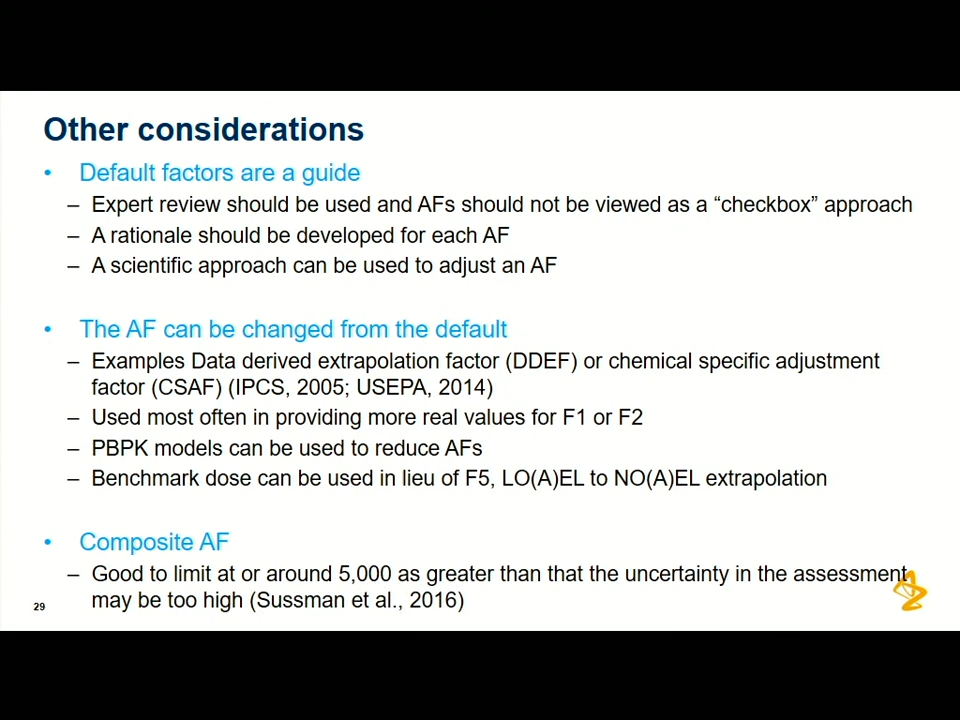 Other considerations
• Default factors are a guide
– Expert review should be used and AFs should not be viewed as a “checkbox” approach
– A rationale should be developed for each AF
– A scientific approach can be used to adjust an AF
• The AF can be changed from the default
– Examples Data derived extrapolation factor (DDEF) or chemical specific adjustment
factor (CSAF) (IPCS, 2005; USEPA, 2014)
– Used most often in providing more real values for F1 or F2
– PBPK models can be used to reduce AFs
– Benchmark dose can be used in lieu of F5, LO(A)EL to NO(A)EL extrapolation
• Composite AF
– Good to limit at or around 5,000 as greater than that the uncertainty in the assessment
may be too high (Sussman et al., 2016)
29